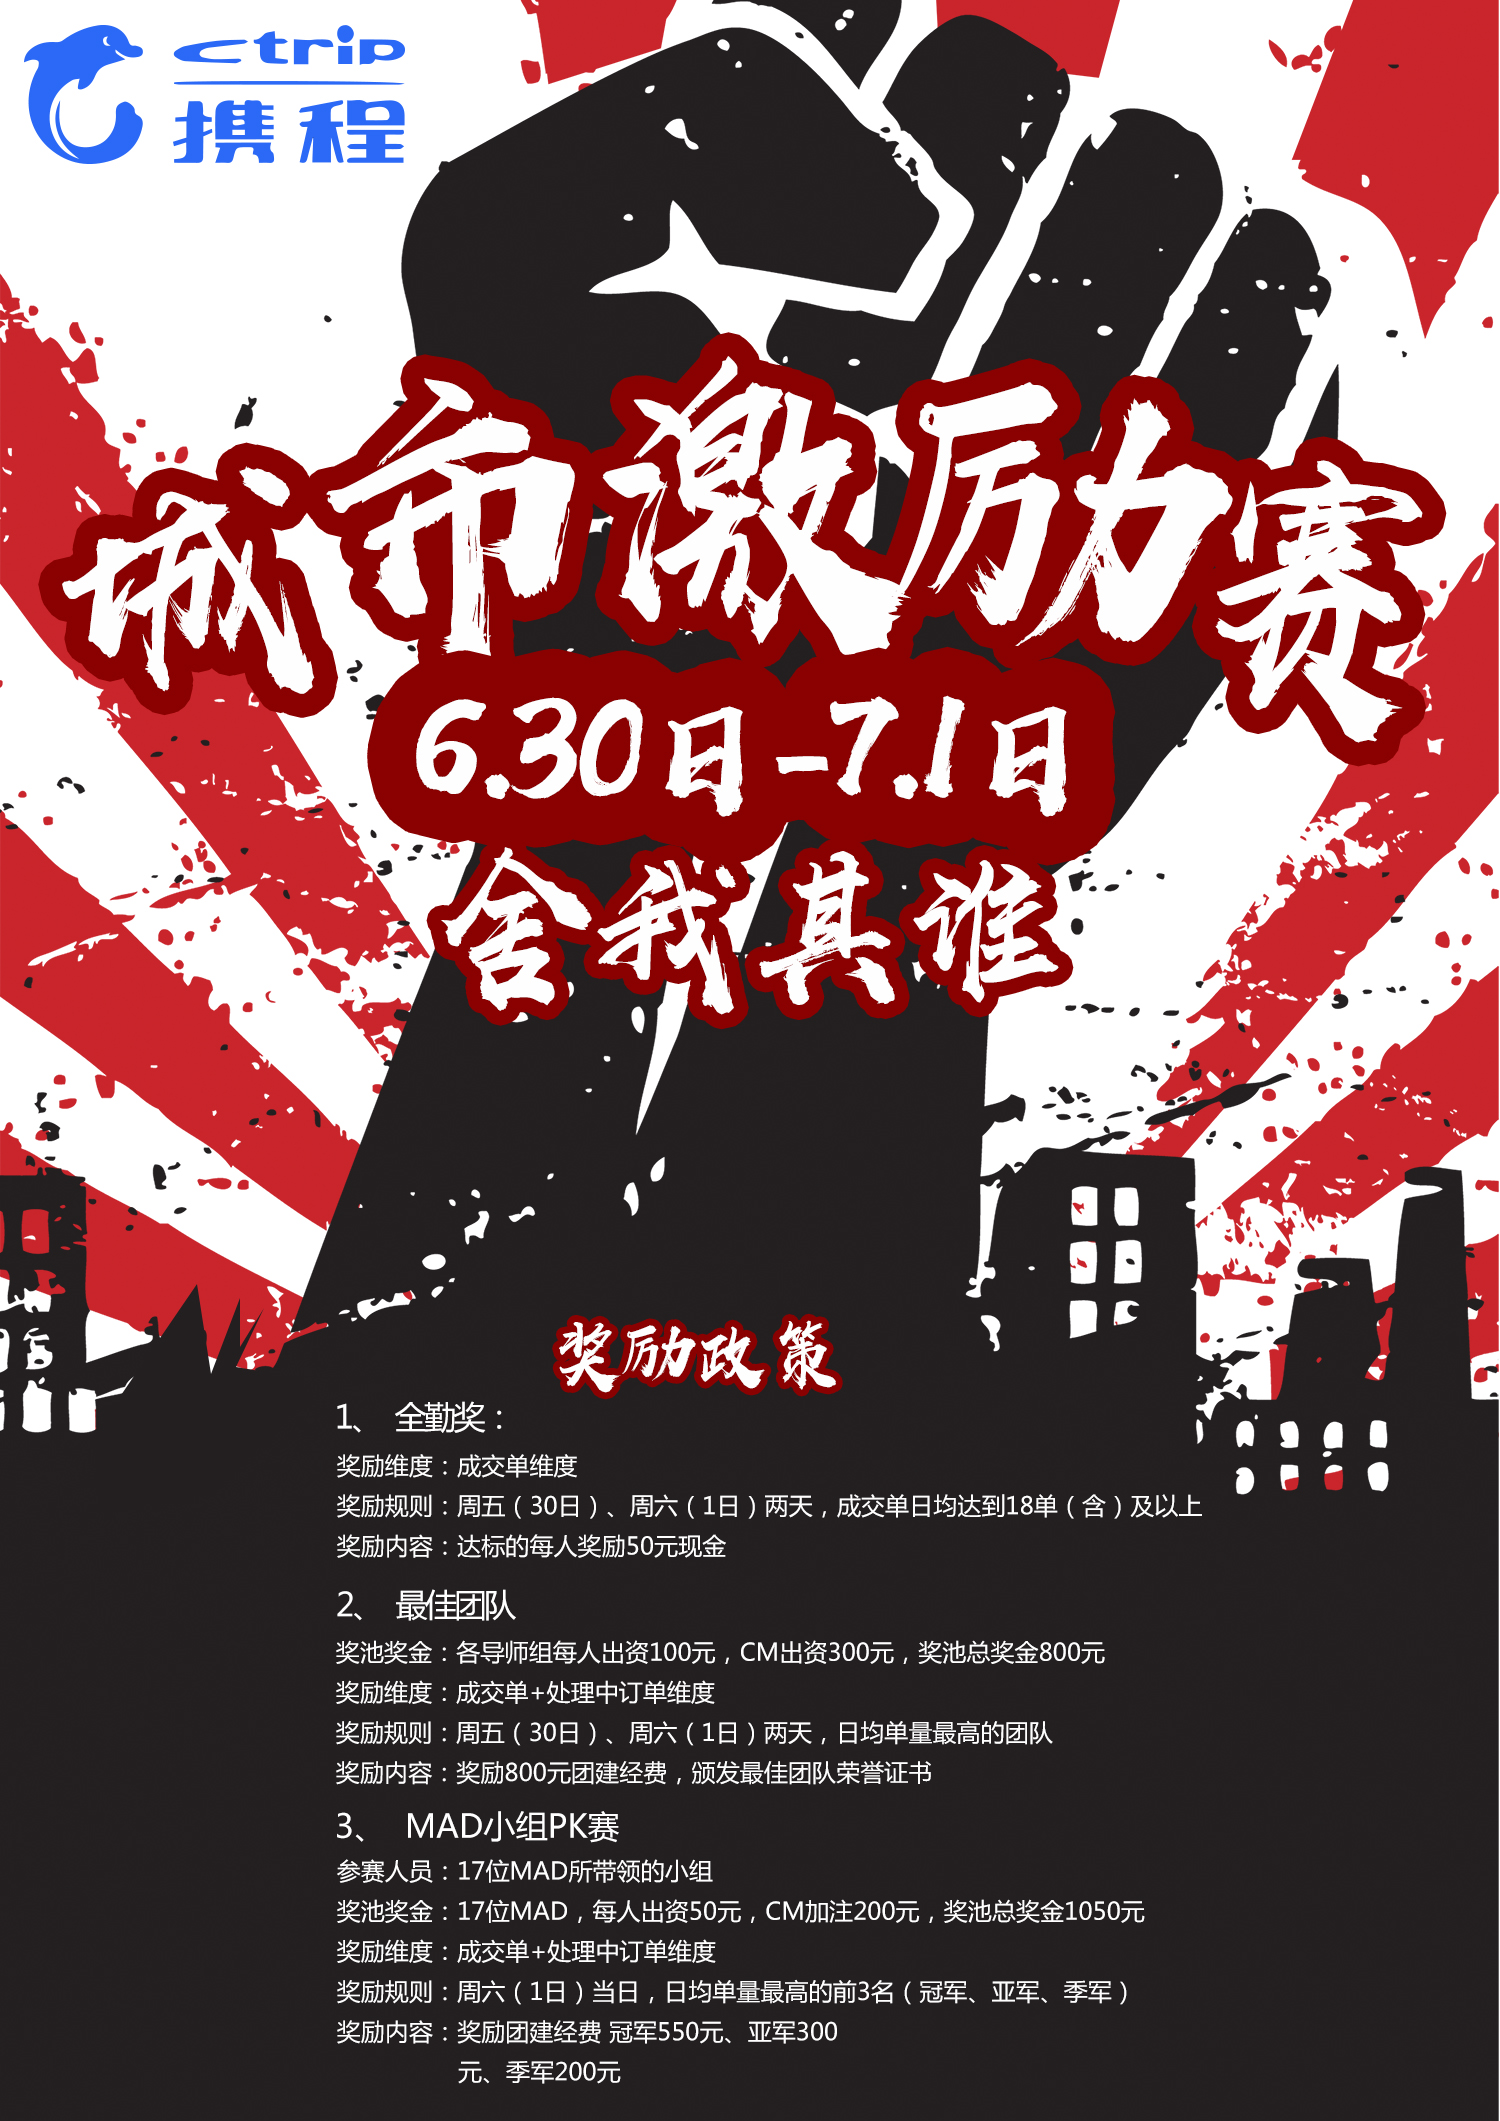 ctrip
携程
城市激励赛
6.30日-7.1日
舍我其谁
奖励政策
1、 全勤奖：
奖励维度：成交单维度
奖励规则：周五（30日）、周六（1日）两天，成交单日均达到18单（含）及以上
奖励内容：达标的每人奖励50元现金
2、 最佳团队
奖池奖金：各导师组每人出资100元，CM出资300元，奖池总奖金800元
奖励维度：成交单+处理中订单维度
奖励规则：周五（30日）、周六（1日）两天，日均单量最高的团队
奖励内容：奖励800元团建经费，颁发最佳团队荣誉证书
3、 MAD小组PK赛
参赛人员：17位MAD所带领的小组
奖池奖金：17位MAD，每人出资50元，CM加注200元，奖池总奖金1050元
奖励维度：成交单+处理中订单维度
奖励规则：周六（1日）当日，日均单量最高的前3名（冠军、亚军、季军）
奖励内容：奖励团建经费 冠军550元、亚军300
元、季军200元